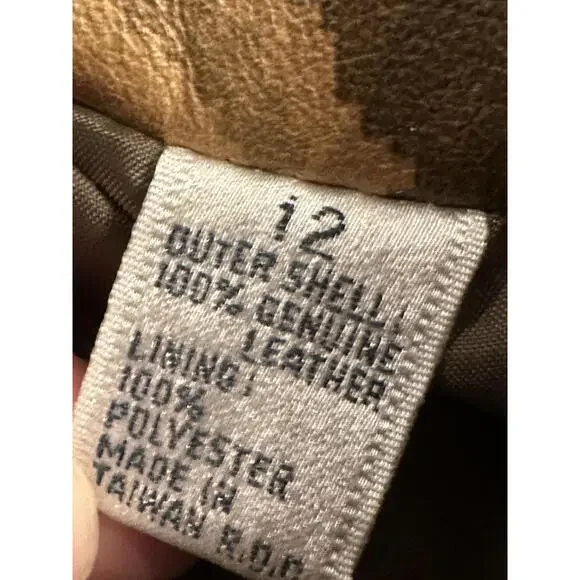 12
OUTER SHELL:
100% GENUINE
LEATHER
LINING:
100%
POLYESTER
MADE IN
TAIWAN R.O.C